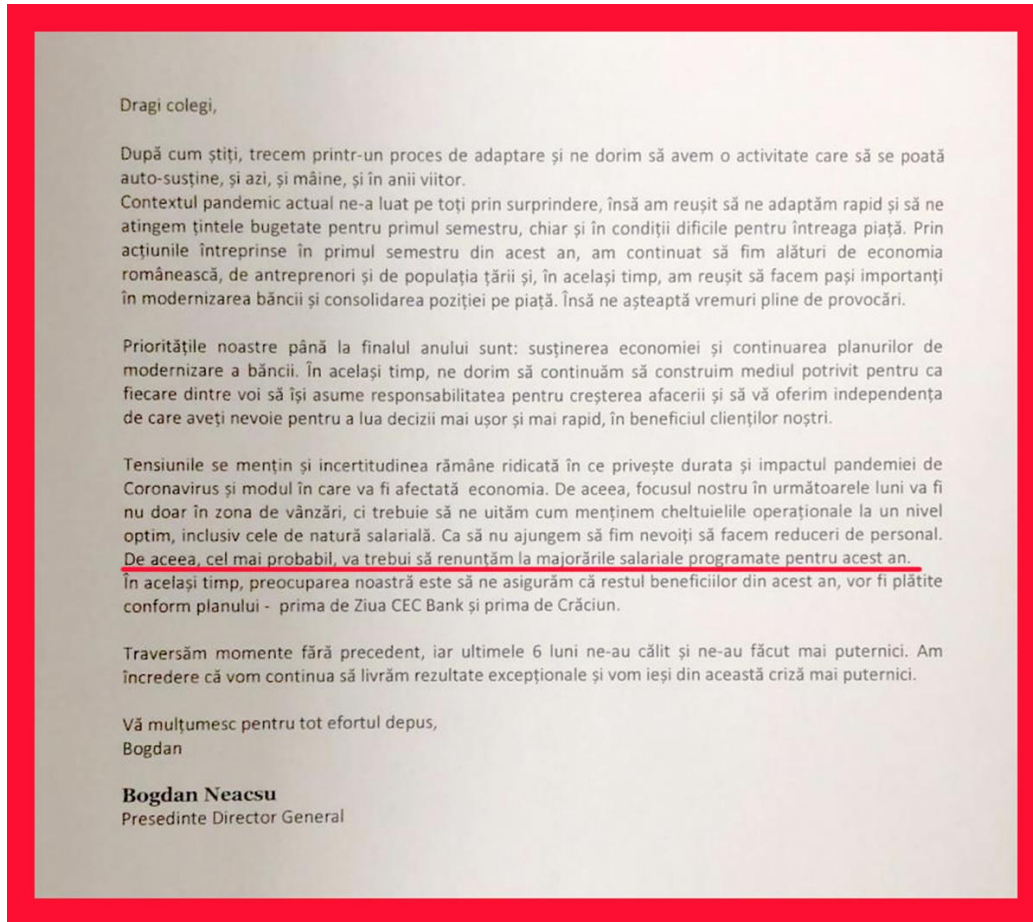 Dragi colegi,
După cum știți, trecem printr-un proces de adaptare și ne dorim să avem o activitate care să se poată
auto-susține, și azi, și mâine, și în anii viitor.
Contextul pandemic actual ne-a luat pe toți prin surprindere, însă am reușit să ne adaptăm rapid și să ne
atingem țintele bugetate pentru primul semestru, chiar și în condiții dificile pentru întreaga piață. Prin
acțiunile întreprinse în primul semestru din acest an, am continuat să fim alături de economia
românească, de antreprenori și de populația țării și, în același timp, am reușit să facem pași importanți
în modernizarea băncii și consolidarea poziției pe piață. Însă ne așteaptă vremuri pline de provocări.
Prioritățile noastre până la finalul anului sunt: susținerea economiei și continuarea planurilor de
modernizare a băncii. În același timp, ne dorim să continuăm să construim mediul potrivit pentru ca
fiecare dintre voi să își asume responsabilitatea pentru creșterea afacerii și să vă oferim independența
de care aveți nevoie pentru a lua decizii mai ușor și mai rapid, în beneficiul clienților noștri.
Tensiunile se mențin și incertitudinea rămâne ridicată în ce privește durata și impactul pandemiei de
Coronavirus și modul în care va fi afectată economia. De aceea, focusul nostru în următoarele luni va fi
nu doar în zona de vânzări, ci trebuie să ne uităm cum menținem cheltuielile operaționale la un nivel
optim, inclusiv cele de natură salarială. Ca să nu ajungem să fim nevoiți să facem reduceri de personal.
De aceea, cel mai probabil, va trebui să renunțăm la majorările salariale programate pentru acest an.
În același timp, preocuparea noastră este să ne asigurăm că restul beneficiilor din acest an, vor fi plătite
conform planului - prima de Ziua CEC Bank și prima de Crăciun.
Traversăm momente fără precedent, iar ultimele 6 luni ne-au călit și ne-au făcut mai puternici. Am
încredere că vom continua să livrăm rezultate excepționale și vom ieși din această criză mai puternici.
Vă mulțumesc pentru tot efortul depus,
Bogdan
Bogdan Neacsu
Presedinte Director General